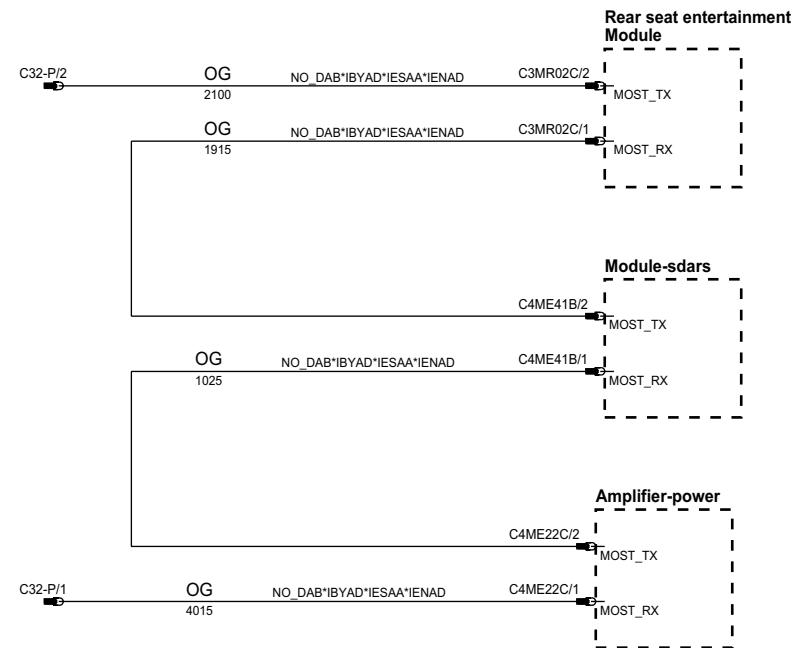 Rear seat entertainment
Module
C32-P/2
OG
NO_DAB*IBYAD*IESAA*IENAD
C3MR02C/2
2100
MOST_TX
OG
NO_DAB*IBYAD*IESAA*IENAD
C3MR02C/1
1915
MOST_RX
Module-sdars
C4ME41B/2
MOST_TX
OG
NO_DAB*IBYAD*IESAA*IENAD
C4ME41B/1
1025
MOST_RX
Amplifier-power
C4ME22C/2
MOST_TX
C32-P/1
OG
NO_DAB*IBYAD*IESAA*IENAD
C4ME22C/1
4015
MOST_RX